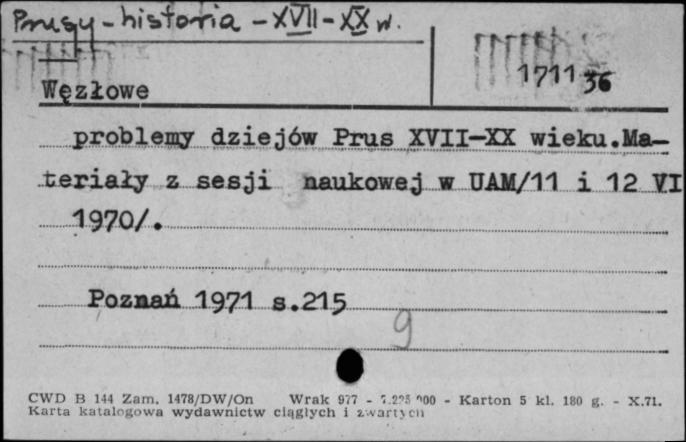 Prusy - historia - XVII - XX w.
171136
Węzłowe
problemy dziejów Prus XVII-XX wieku.Ma-
teriały z sesji naukowej w UAM/11 i 12 VI
1970/.
Poznań 1971 s.215
9
CWD B 144 Zam. 1478/DW/On Wrak 977 - - Karton 5 kl. 180 g. - X.71.
Karta katalogowa wydawnictw ciągłych i zwartych